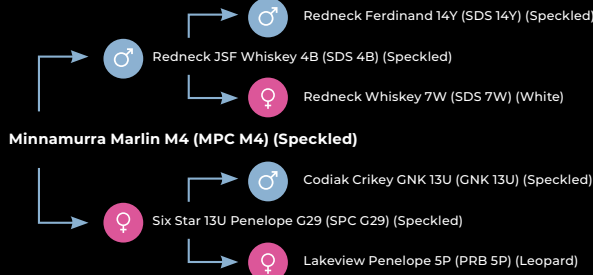 Redneck Ferdinand 14Y (SDS 14Y) (Speckled)
Redneck JSF Whiskey 4B (SDS 4B) (Speckled)
Redneck Whiskey 7W (SDS 7W) (White)
Minnamurra Marlin M4 (MPC M4) (Speckled)
Codiak Crikey GNK 13U (GNK 13U) (Speckled)
Six Star 13U Penelope G29 (SPC G29) (Speckled)
Lakeview Penelope 5P (PRB 5P) (Leopard)